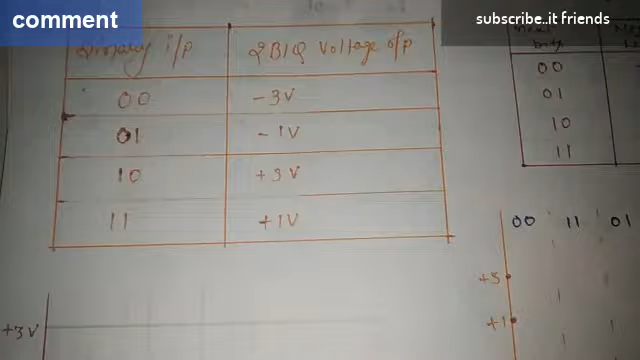 comment
subscribe..it friends
Binary i/p 2B1Q Voltage o/p
00 -3V
01 -1V
10 +3V
11 +1V
00
01
10
11
00 11 01
+3
+1
+3V